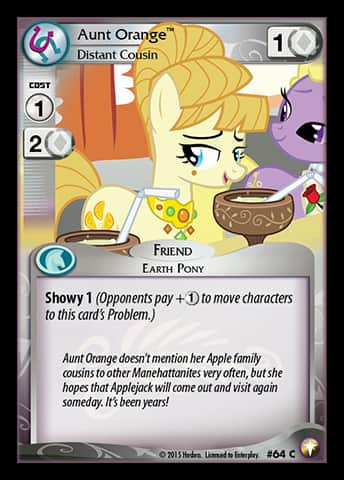 Aunt Orange™
Distant Cousin
1
COST
1
2
FRIEND
EARTH PONY
Showy 1 (Opponents pay +1 to move characters
to this card's Problem.)
Aunt Orange doesn't mention her Apple family
cousins to other Manehattanites very often, but she
hopes that Applejack will come out and visit again
someday. It's been years!
© 2015 Hasbro. Licensed to Enterplay.
#64 C